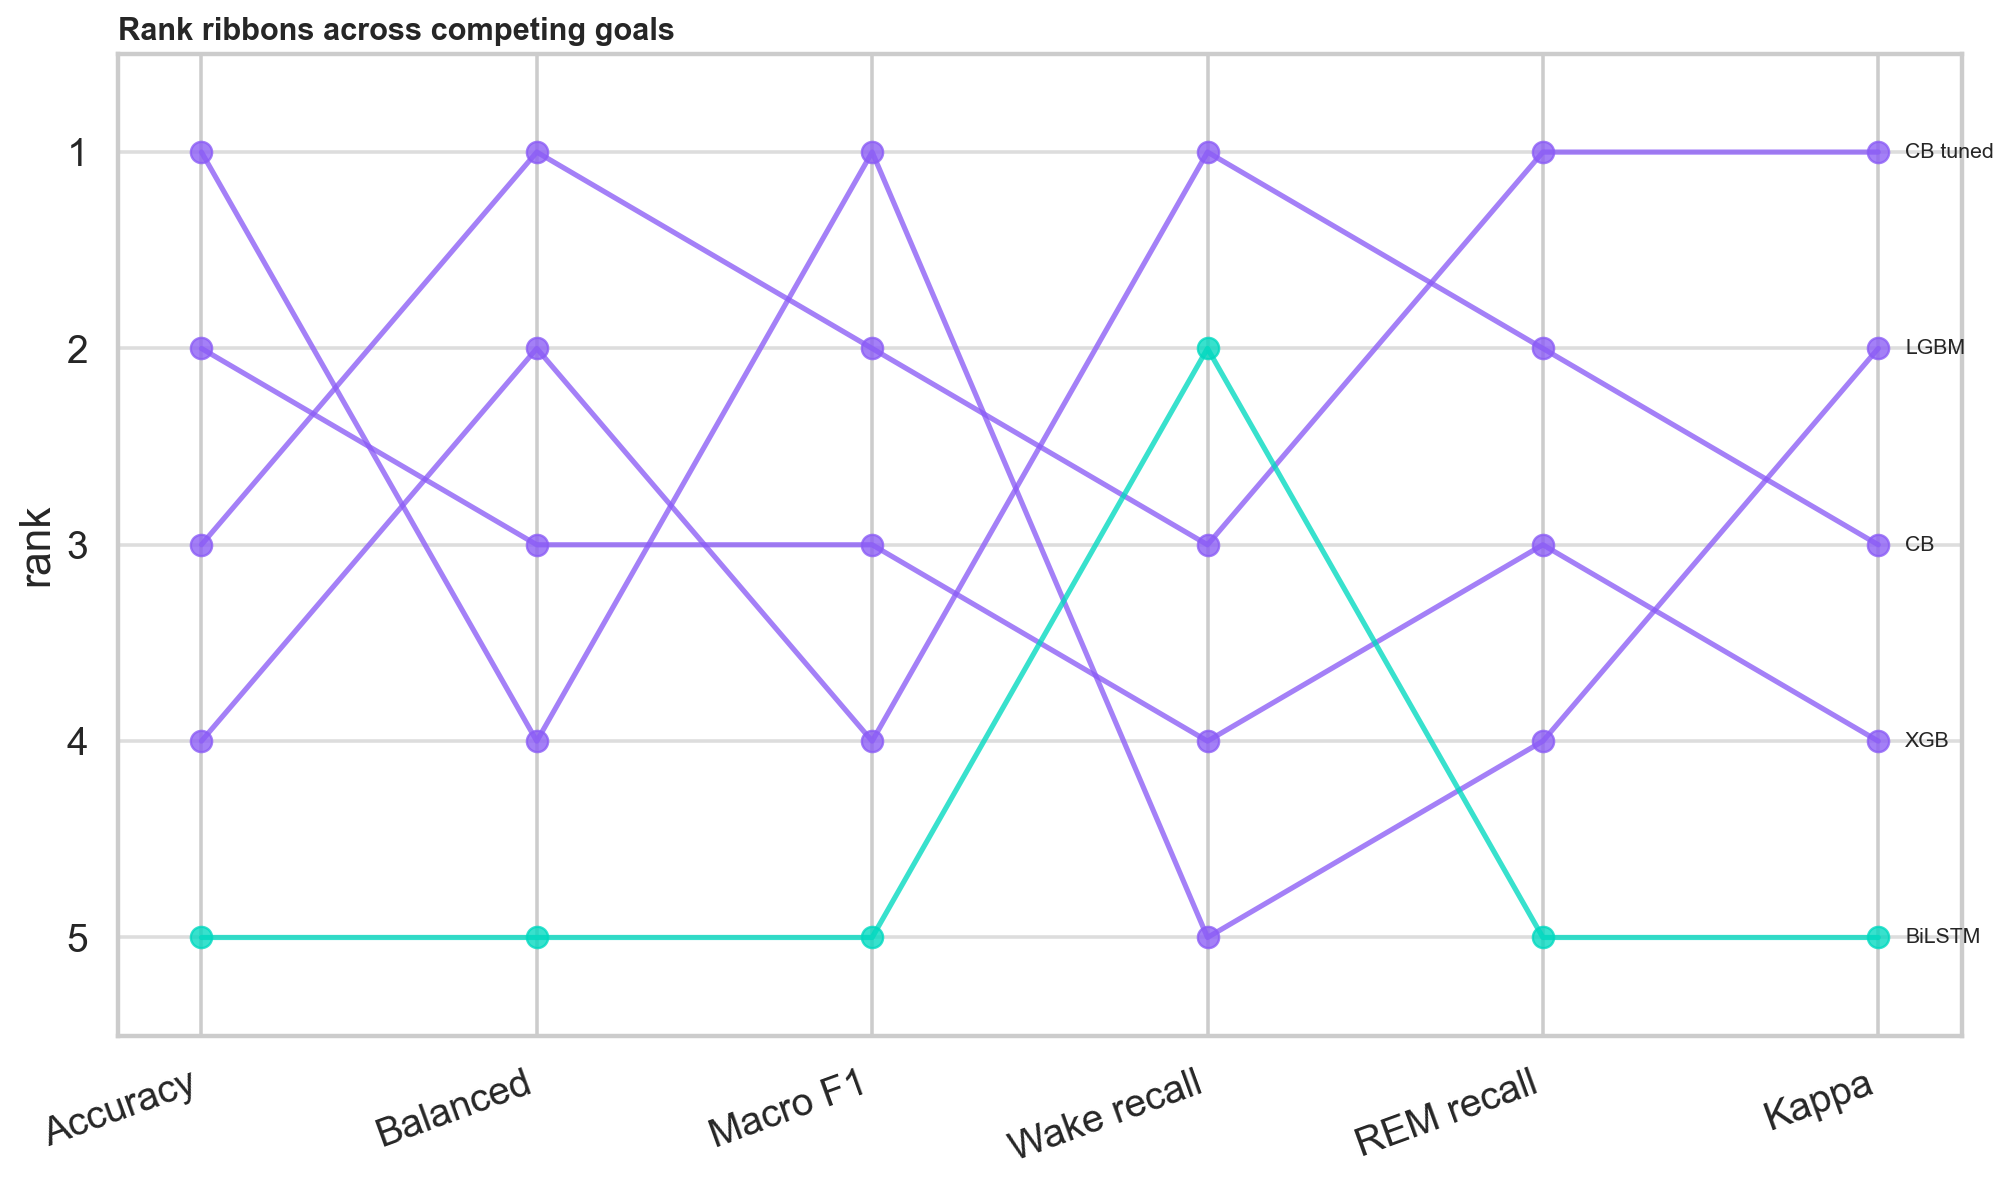 Rank ribbons across competing goals
rank
1
2
3
4
5
CB tuned
LGBM
CB
XGB
BiLSTM
Accuracy
Balanced
Macro F1
Wake recall
REM recall
Kappa